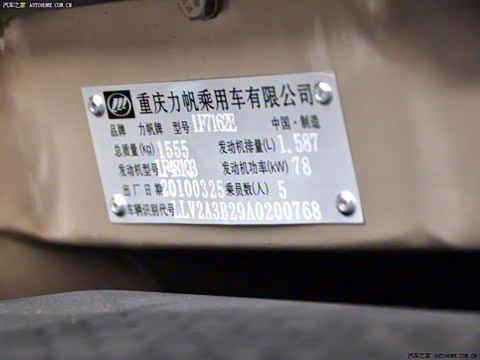 汽车之家 AUTOHOME.COM.CN
重庆力帆乘用车有限公司
品牌 力帆牌 型号 LF7162E 中国·制造
总质量(kg) 1555 发动机排量(L) 1.587
发动机型号 LF481Q3 发动机功率(kW) 78
出厂日期 20100325 乘员数(人) 5
车辆识别代号 LLV2A3B29A0200768
汽车之家 AUTOHOME.COM.CN